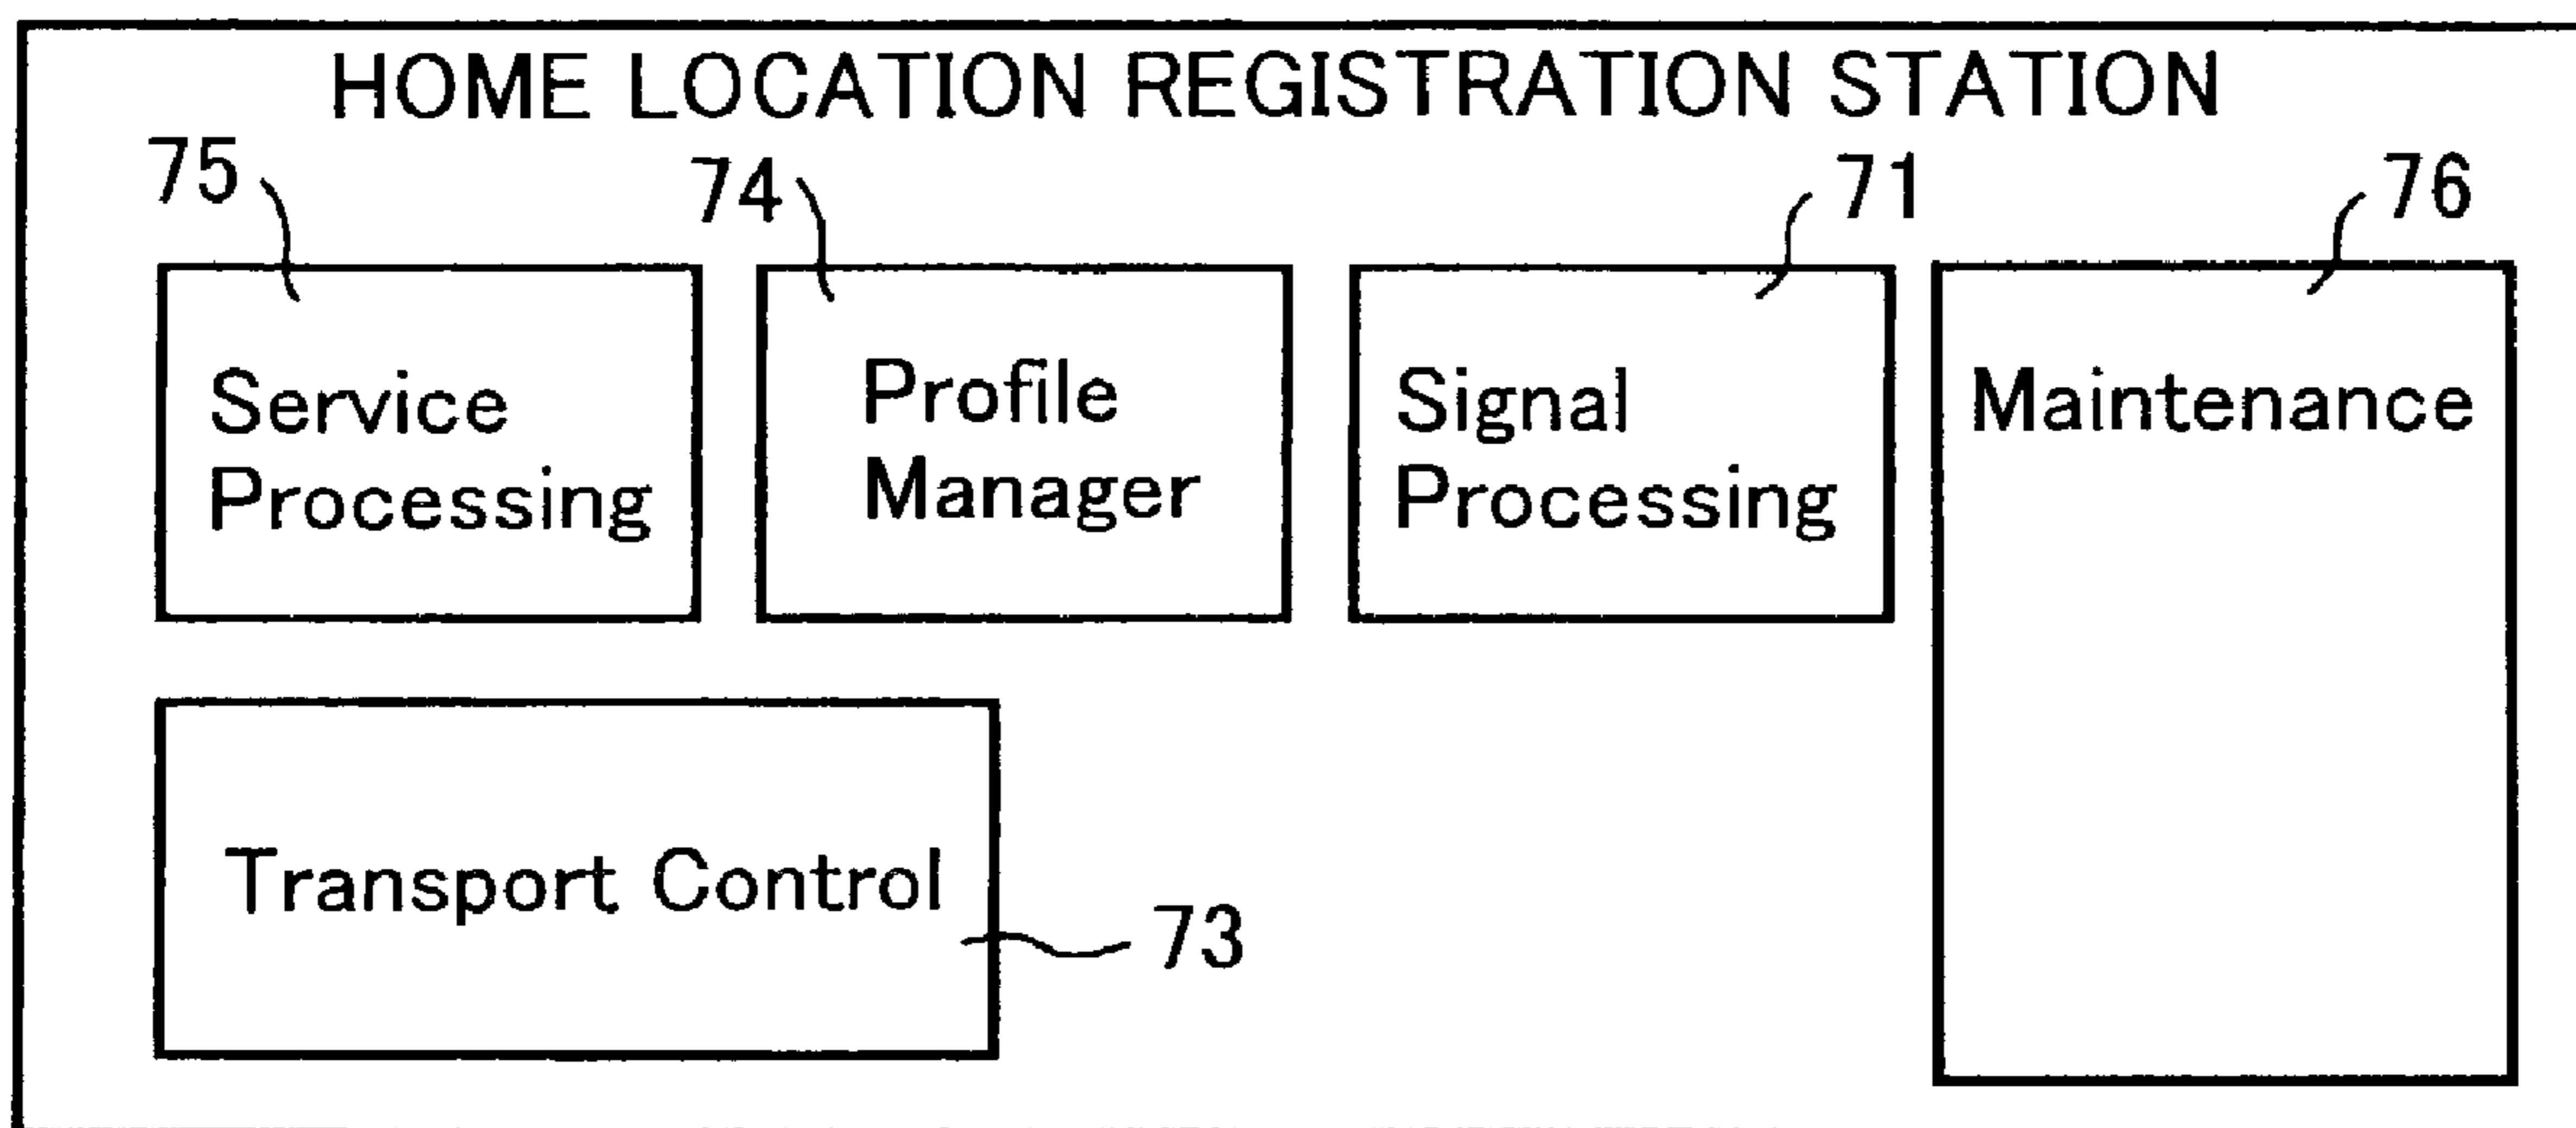 HOME LOCATION REGISTRATION STATION
75
74
71
76
Service
Processing
Profile
Manager
Signal
Processing
Maintenance
Transport Control
73